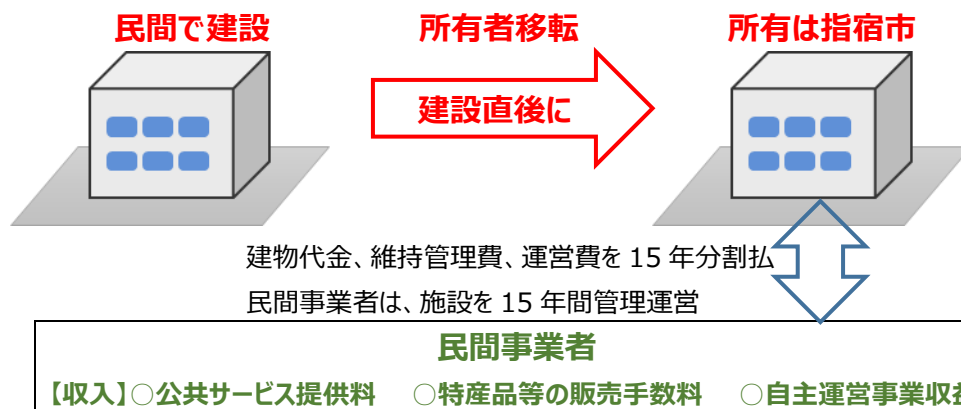 民間で建設 所有者移転 所有は指宿市
建設直後に
建物代金、維持管理費、運営費を 15 年分割払
民間事業者は、施設を 15 年間管理運営
民間事業者
【収入】○公共サービス提供料 ○特産品等の販売手数料 ○自主運営事業収益